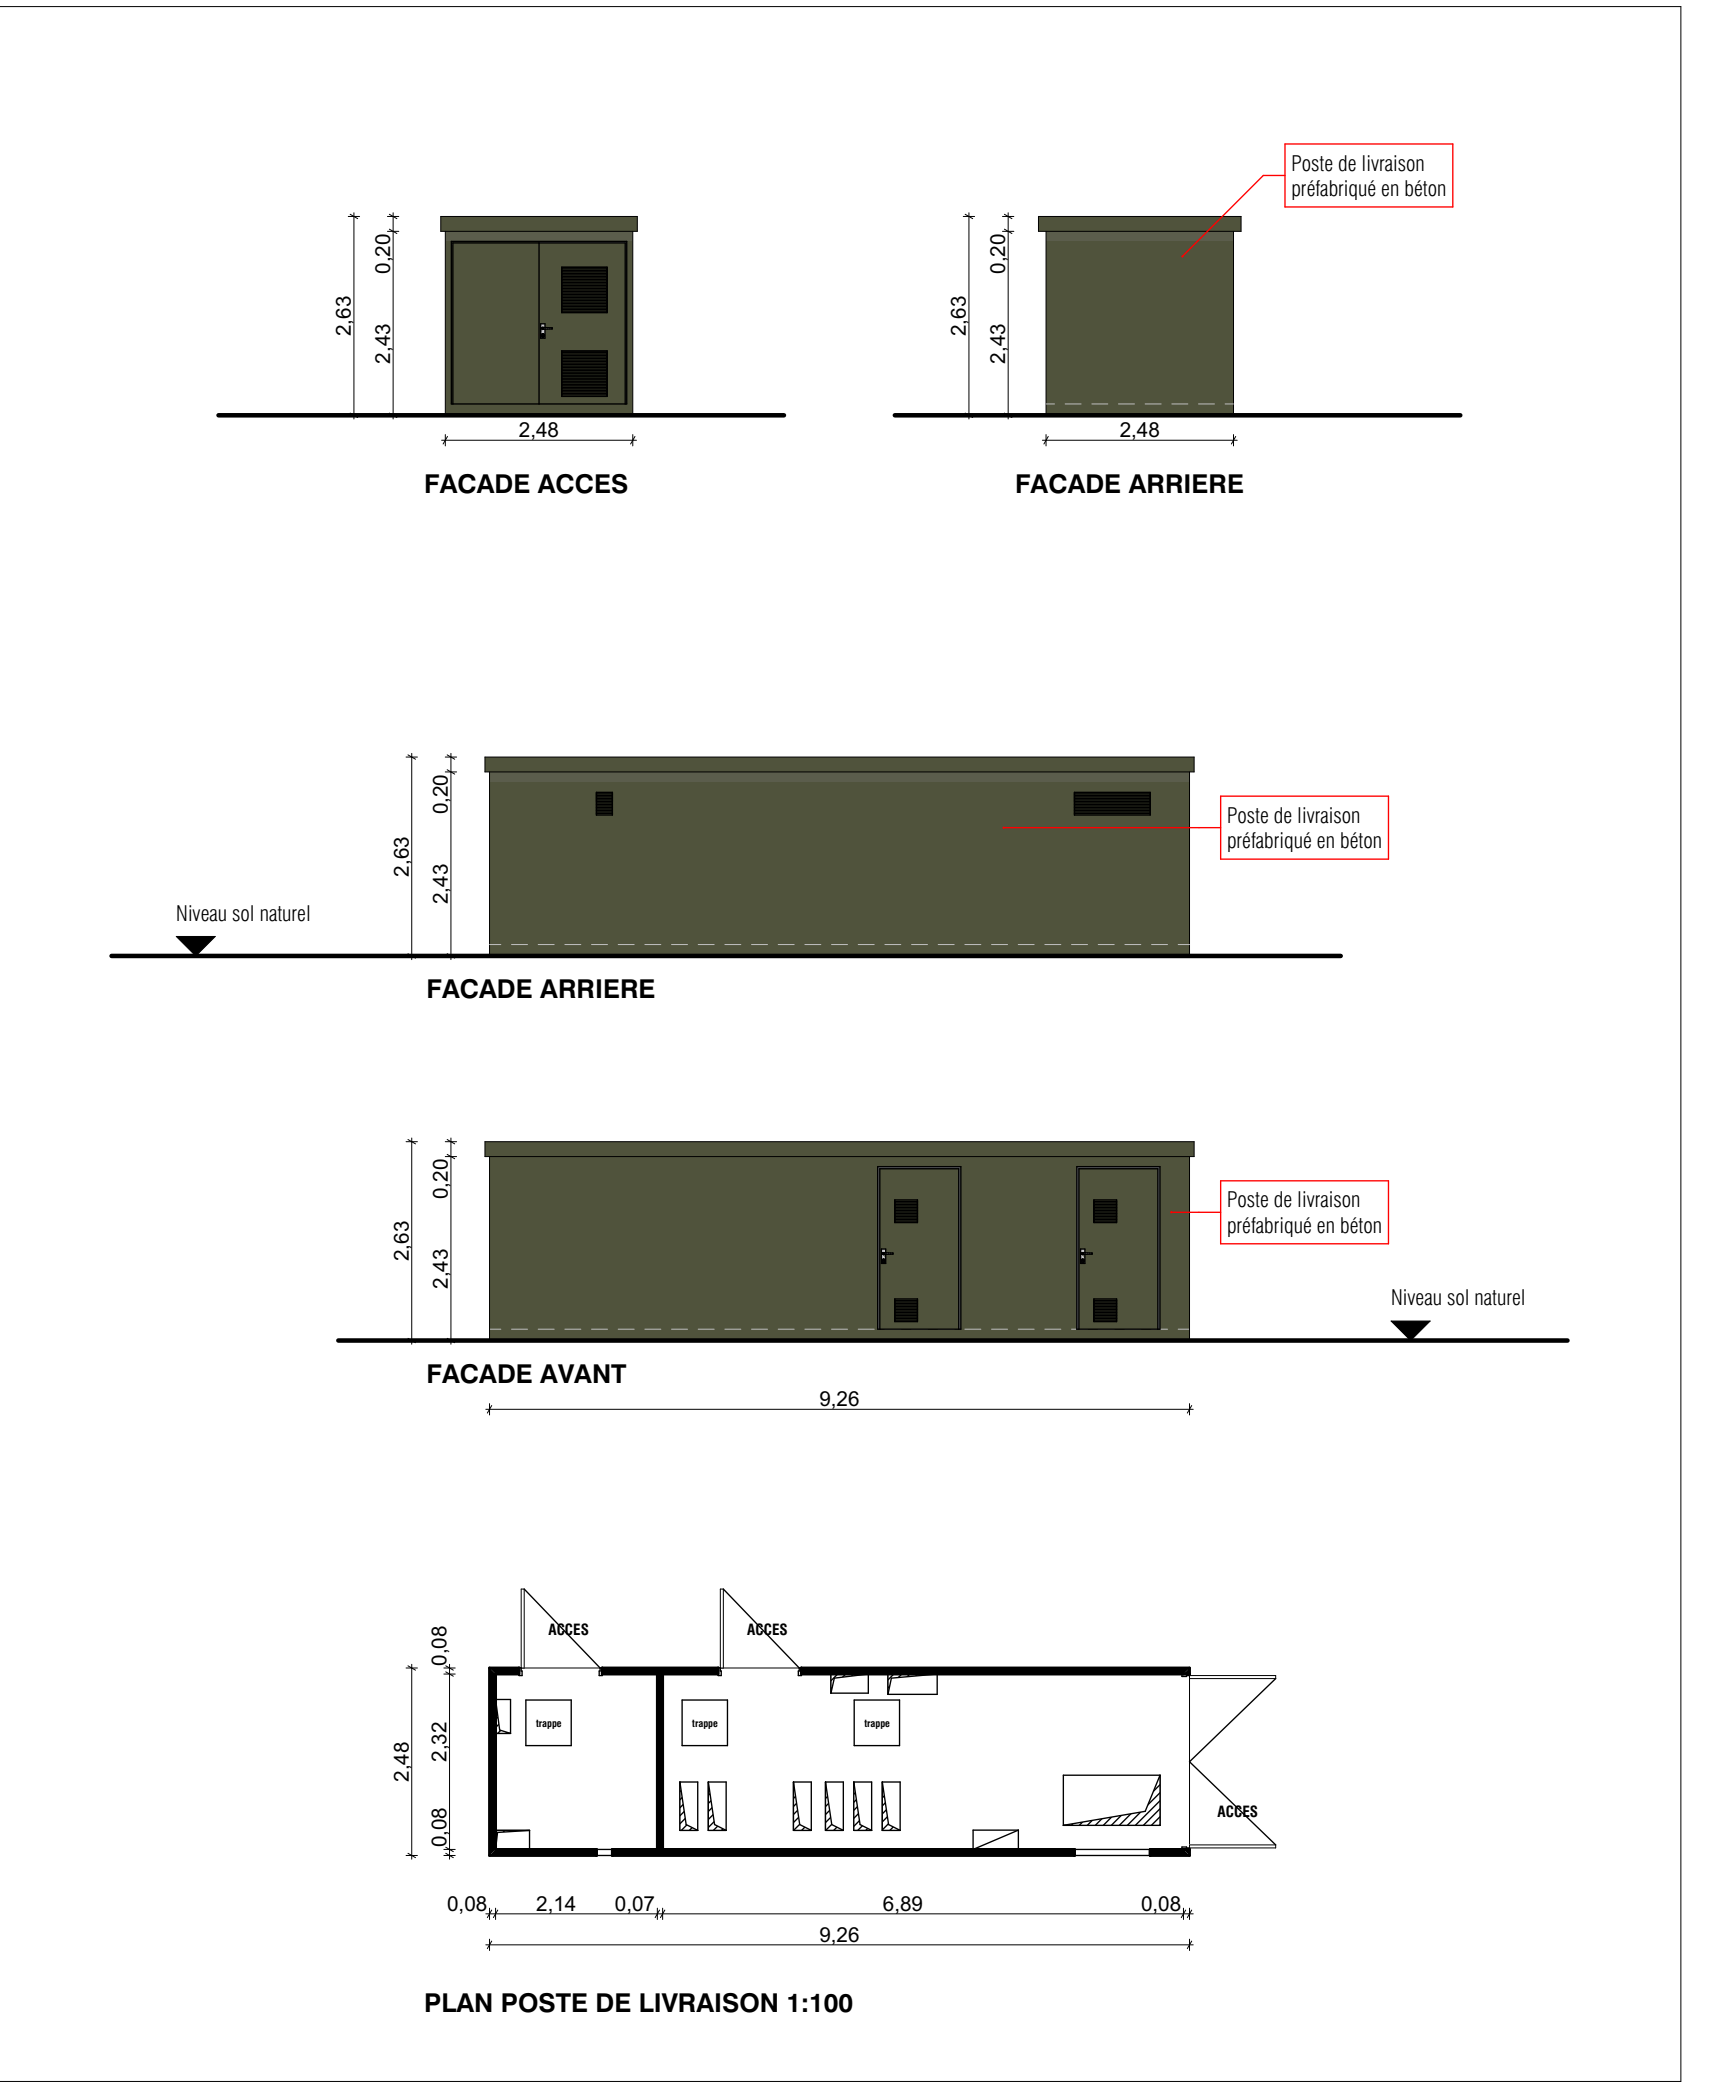 Poste de livraison
préfabriqué en béton
2,63
0,20
2,43
2,48
FACADE ACCES
2,63
0,20
2,43
2,48
FACADE ARRIERE
2,63
0,20
2,43
Poste de livraison
préfabriqué en béton
Niveau sol naturel
FACADE ARRIERE
2,63
0,20
2,43
Poste de livraison
préfabriqué en béton
Niveau sol naturel
FACADE AVANT
9,26
ACCES
ACCES
0,08
2,32
2,48
0,08
trappe
trappe
trappe
ACCES
0,08 2,14 0,07 6,89 0,08
9,26
PLAN POSTE DE LIVRAISON 1:100